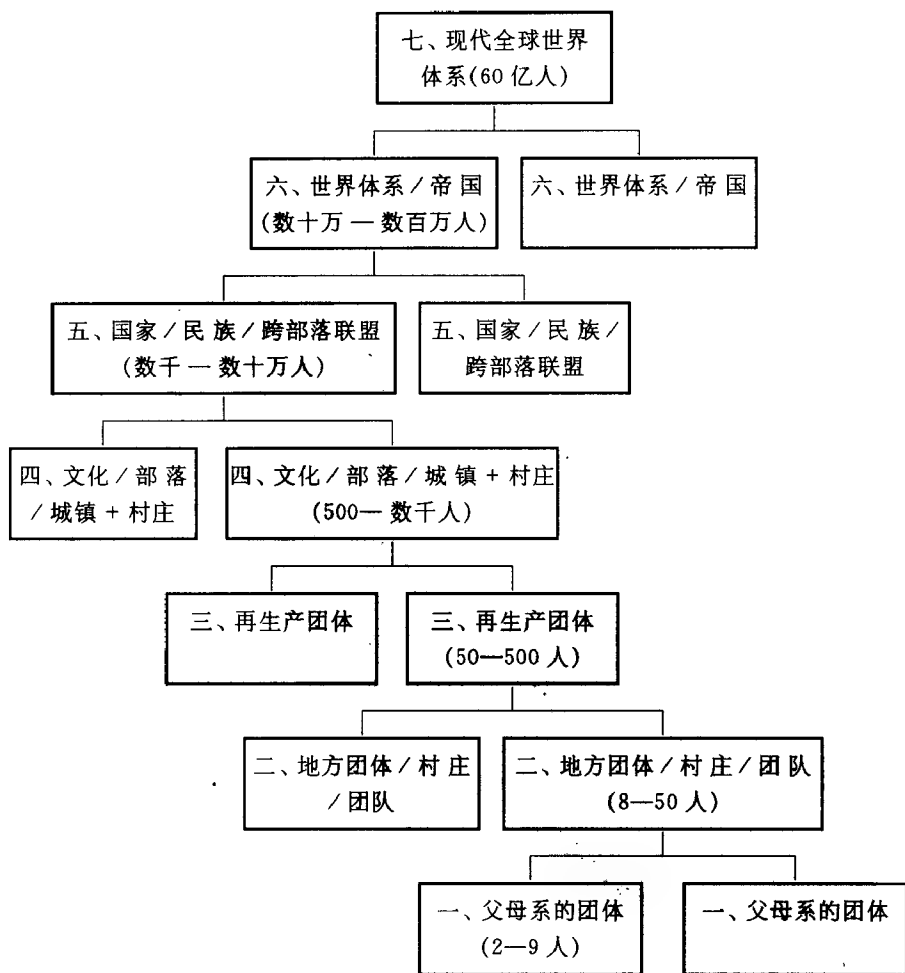 七、现代全球世界
体系(60亿人)
六、世界体系/帝国
(数十万—数百万人)
六、世界体系/帝国
五、国家/民族/跨部落联盟
(数千—数十万人)
五、国家/民族/
跨部落联盟
四、文化/部落
/城镇+村庄
四、文化/部落/城镇+村庄
(500—数千人)
三、再生产团体
三、再生产团体
(50—500人)
二、地方团体/村庄
/团队
二、地方团体/村庄/团队
(8—50人)
一、父母系的团体
(2—9人)
一、父母系的团体